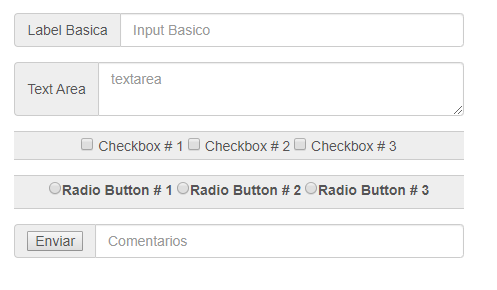 Label Basica Input Basico
Text Area textarea
Checkbox # 1 Checkbox # 2 Checkbox # 3
Radio Button # 1 Radio Button # 2 Radio Button # 3
Enviar Comentarios